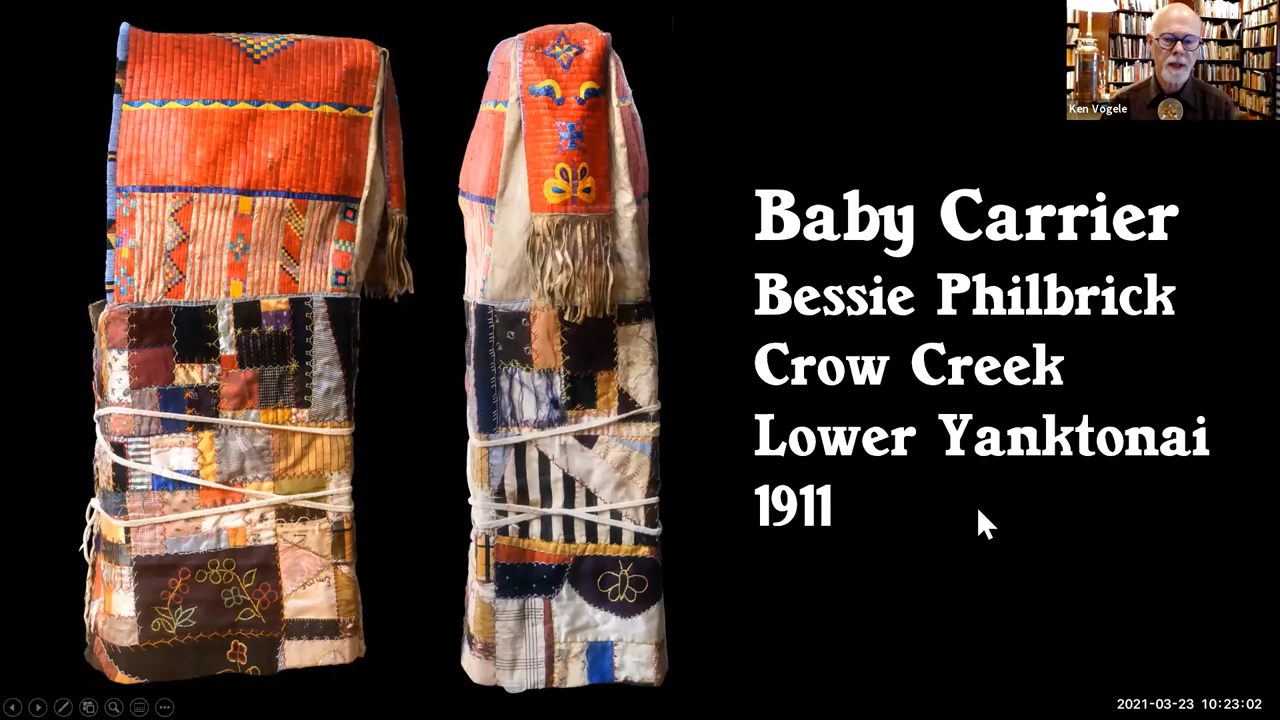 Ken Vogele
Baby Carrier
Bessie Philbrick
Crow Creek
Lower Yanktonai
1911
2021-03-23 10:23:02